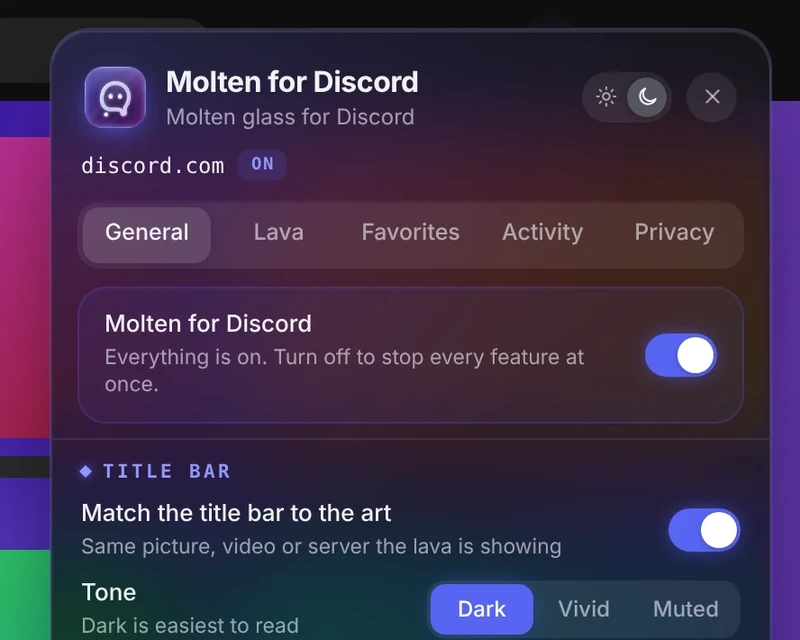 Molten for Discord
Molten glass for Discord
discord.com ON
General Lava Favorites Activity Privacy
Molten for Discord
Everything is on. Turn off to stop every feature at
once.
TITLE BAR
Match the title bar to the art
Same picture, video or server the lava is showing
Tone
Dark is easiest to read
Dark Vivid Muted